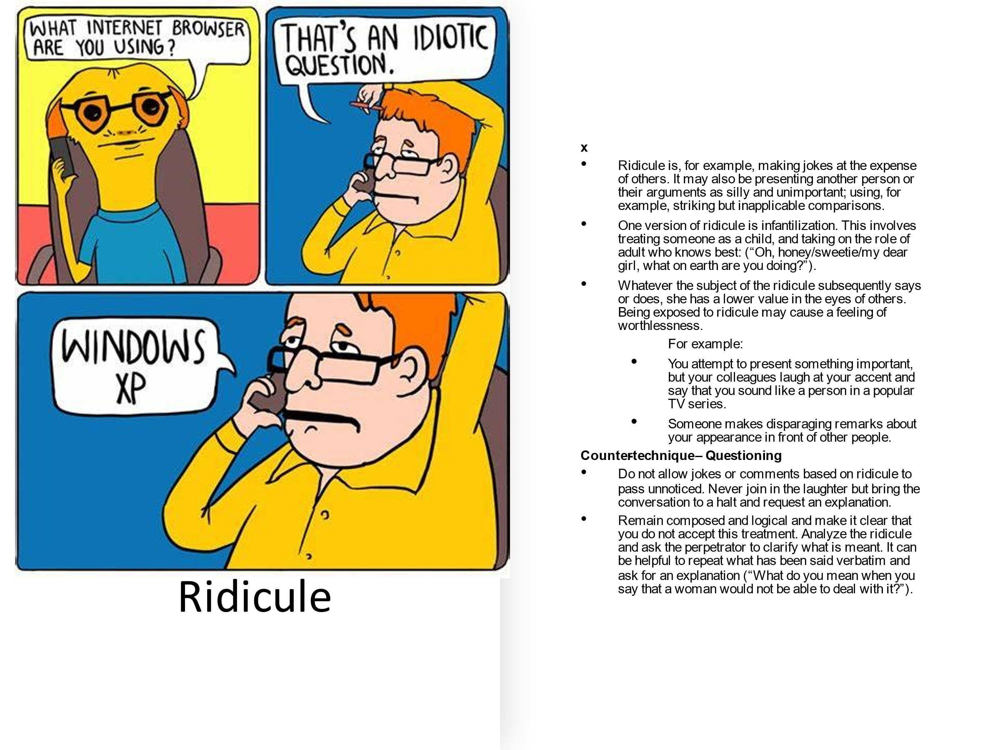 WHAT INTERNET BROWSER
ARE YOU USING?
THAT'S AN IDIOTIC
QUESTION.
WINDOWS
XP
Ridicule
x
• Ridicule is, for example, making jokes at the expense
of others. It may also be presenting another person or
their arguments as silly and unimportant; using, for
example, striking but inapplicable comparisons.
• One version of ridicule is infantilization. This involves
treating someone as a child, and taking on the role of
adult who knows best: (“Oh, honey/sweetie/my dear
girl, what on earth are you doing?”).
• Whatever the subject of the ridicule subsequently says
or does, she has a lower value in the eyes of others.
Being exposed to ridicule may cause a feeling of
worthlessness.
For example:
• You attempt to present something important,
but your colleagues laugh at your accent and
say that you sound like a person in a popular
TV series.
• Someone makes disparaging remarks about
your appearance in front of other people.
Counter-technique– Questioning
• Do not allow jokes or comments based on ridicule to
pass unnoticed. Never join in the laughter but bring the
conversation to a halt and request an explanation.
• Remain composed and logical and make it clear that
you do not accept this treatment. Analyze the ridicule
and ask the perpetrator to clarify what is meant. It can
be helpful to repeat what has been said verbatim and
ask for an explanation (“What do you mean when you
say that a woman would not be able to deal with it?”).